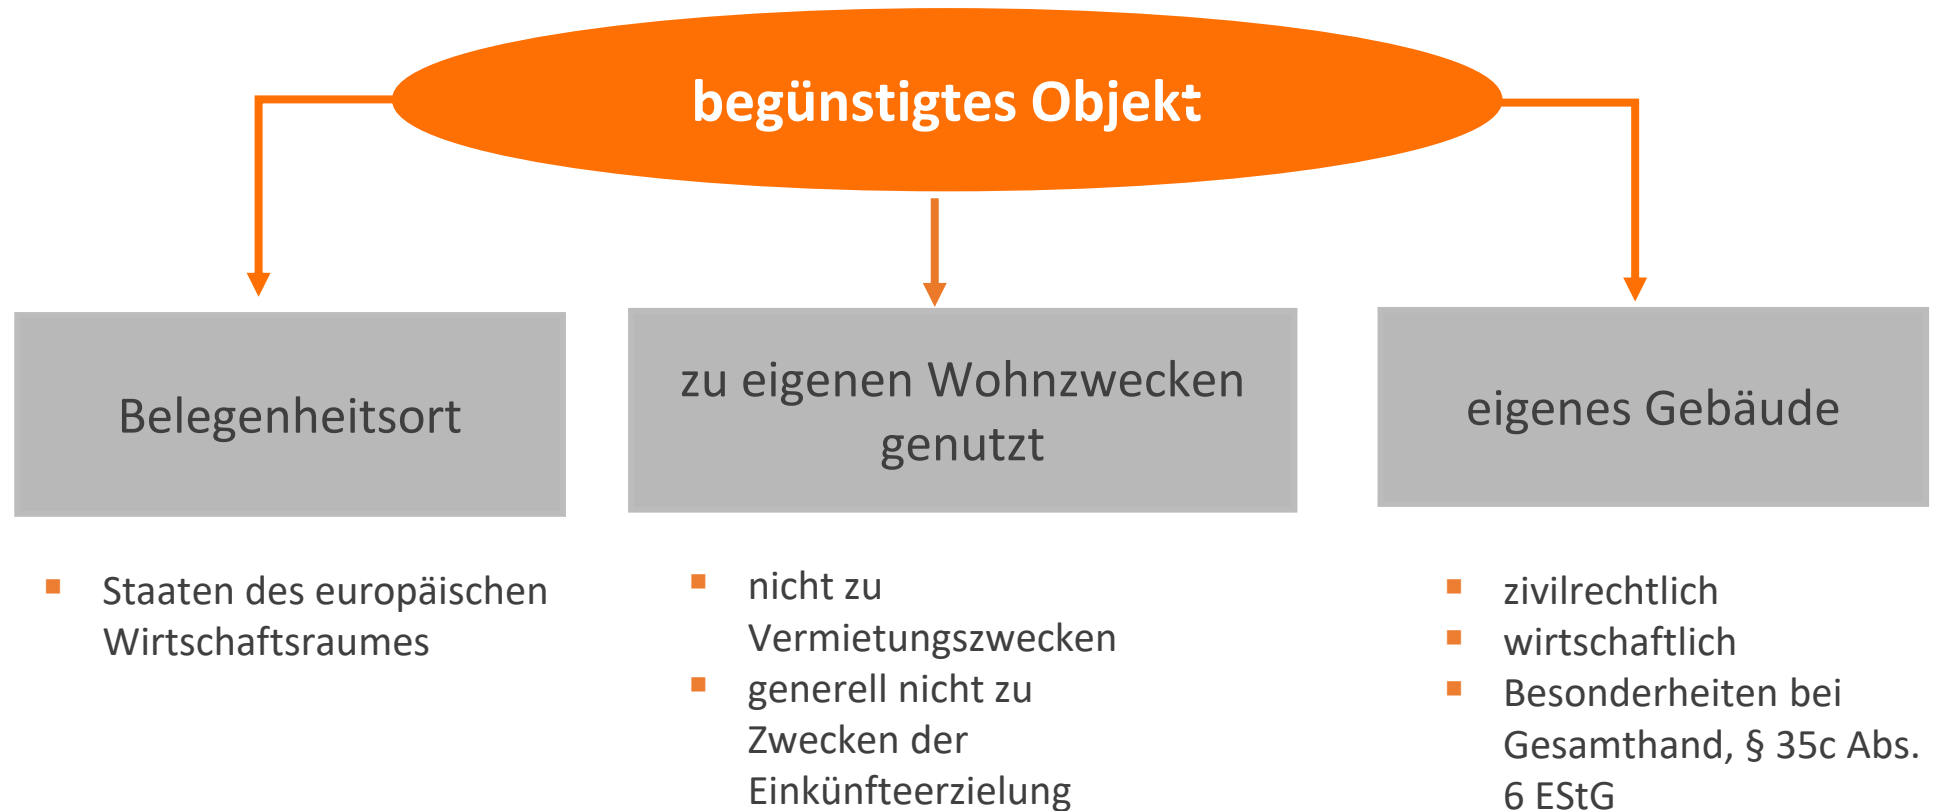 begünstigtes Objekt
Belegenheitsort
▪ Staaten des europäischen
Wirtschaftsraumes
zu eigenen Wohnzwecken
genutzt
▪ nicht zu
Vermietungszwecken
▪ generell nicht zu
Zwecken der
Einkünfteerzielung
eigenes Gebäude
▪ zivilrechtlich
▪ wirtschaftlich
▪ Besonderheiten bei
Gesamthand, § 35c Abs.
6 EStG